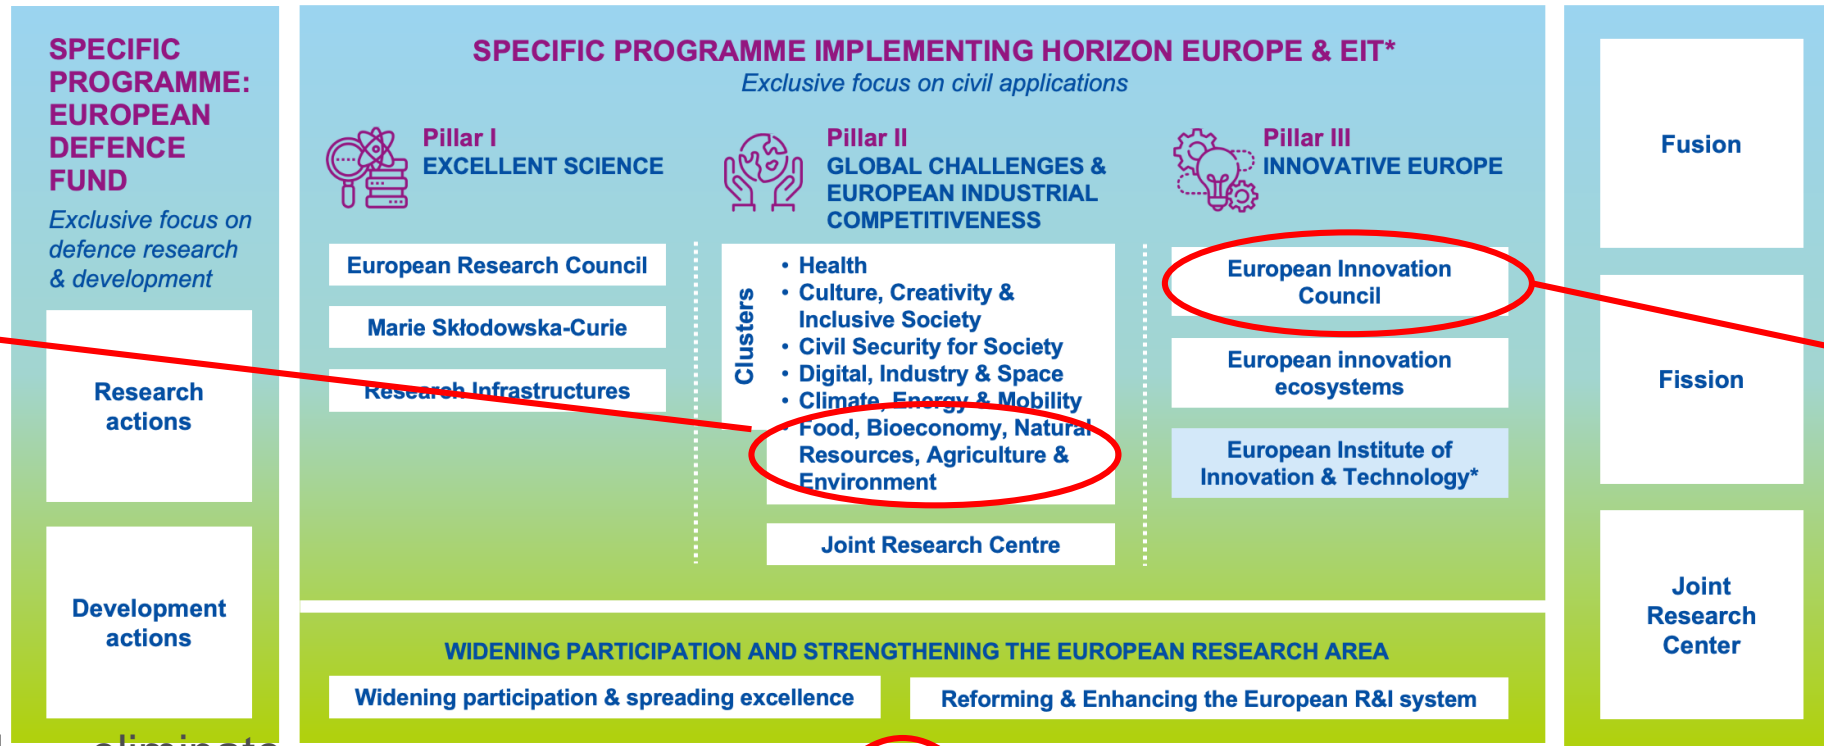 SPECIFIC
PROGRAMME:
EUROPEAN
DEFENCE
FUND
Exclusive focus on
defence research
& development
Research
actions
Development
actions
SPECIFIC PROGRAMME IMPLEMENTING HORIZON EUROPE & EIT*
Exclusive focus on civil applications
Pillar I
EXCELLENT SCIENCE
European Research Council
Marie Skłodowska-Curie
Research Infrastructures
Pillar II
GLOBAL CHALLENGES &
EUROPEAN INDUSTRIAL
COMPETITIVENESS
Clusters
• Health
• Culture, Creativity &
Inclusive Society
• Civil Security for Society
• Digital, Industry & Space
• Climate, Energy & Mobility
• Food, Bioeconomy, Natural
Resources, Agriculture &
Environment
Joint Research Centre
Pillar III
INNOVATIVE EUROPE
European Innovation
Council
European innovation
ecosystems
European Institute of
Innovation & Technology*
WIDENING PARTICIPATION AND STRENGTHENING THE EUROPEAN RESEARCH AREA
Widening participation & spreading excellence
Reforming & Enhancing the European R&I system
Fusion
Fission
Joint
Research
Center
eliminate